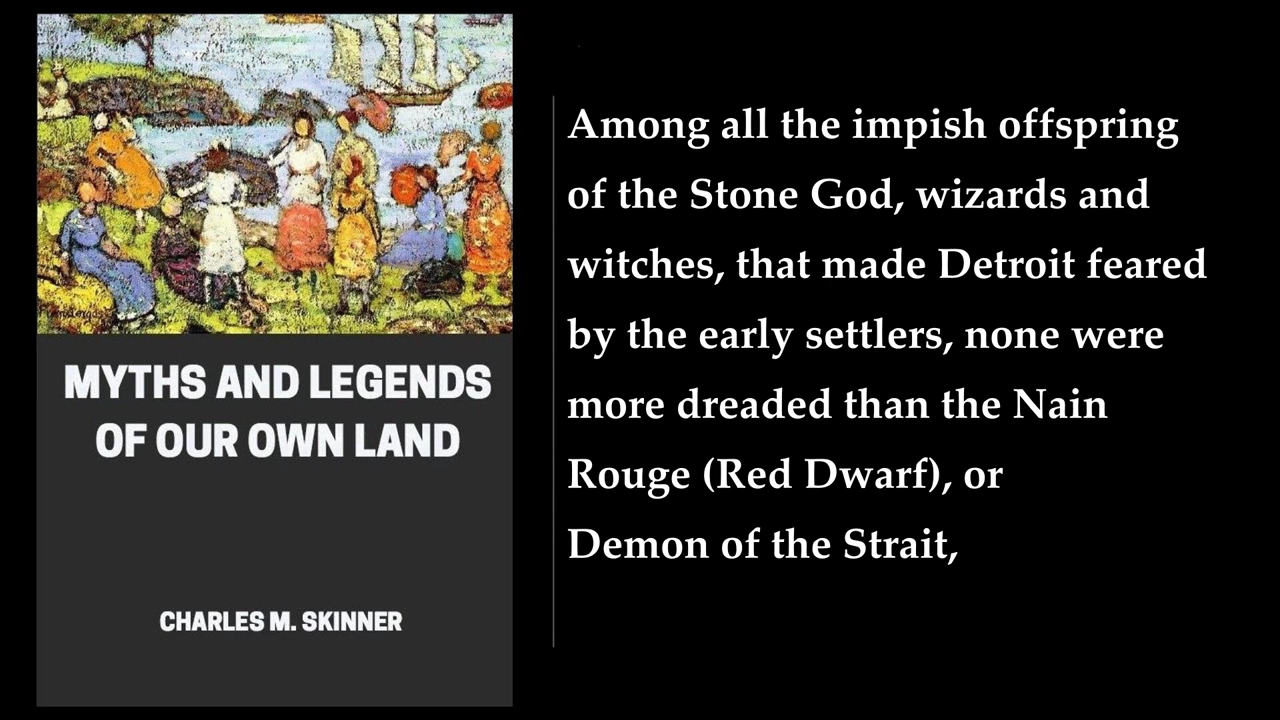 MYTHS AND LEGENDS
OF OUR OWN LAND
CHARLES M. SKINNER
Among all the impish offspring
of the Stone God, wizards and
witches, that made Detroit feared
by the early settlers, none were
more dreaded than the Nain
Rouge (Red Dwarf), or
Demon of the Strait,